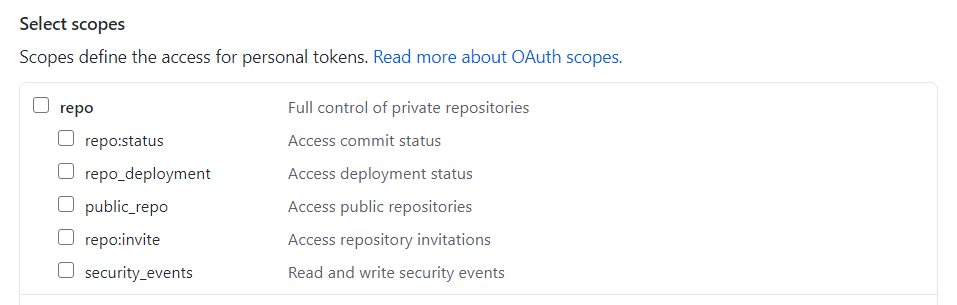 Select scopes
Scopes define the access for personal tokens. Read more about OAuth scopes.
repo Full control of private repositories
repo:status Access commit status
repo_deployment Access deployment status
public_repo Access public repositories
repo:invite Access repository invitations
security_events Read and write security events